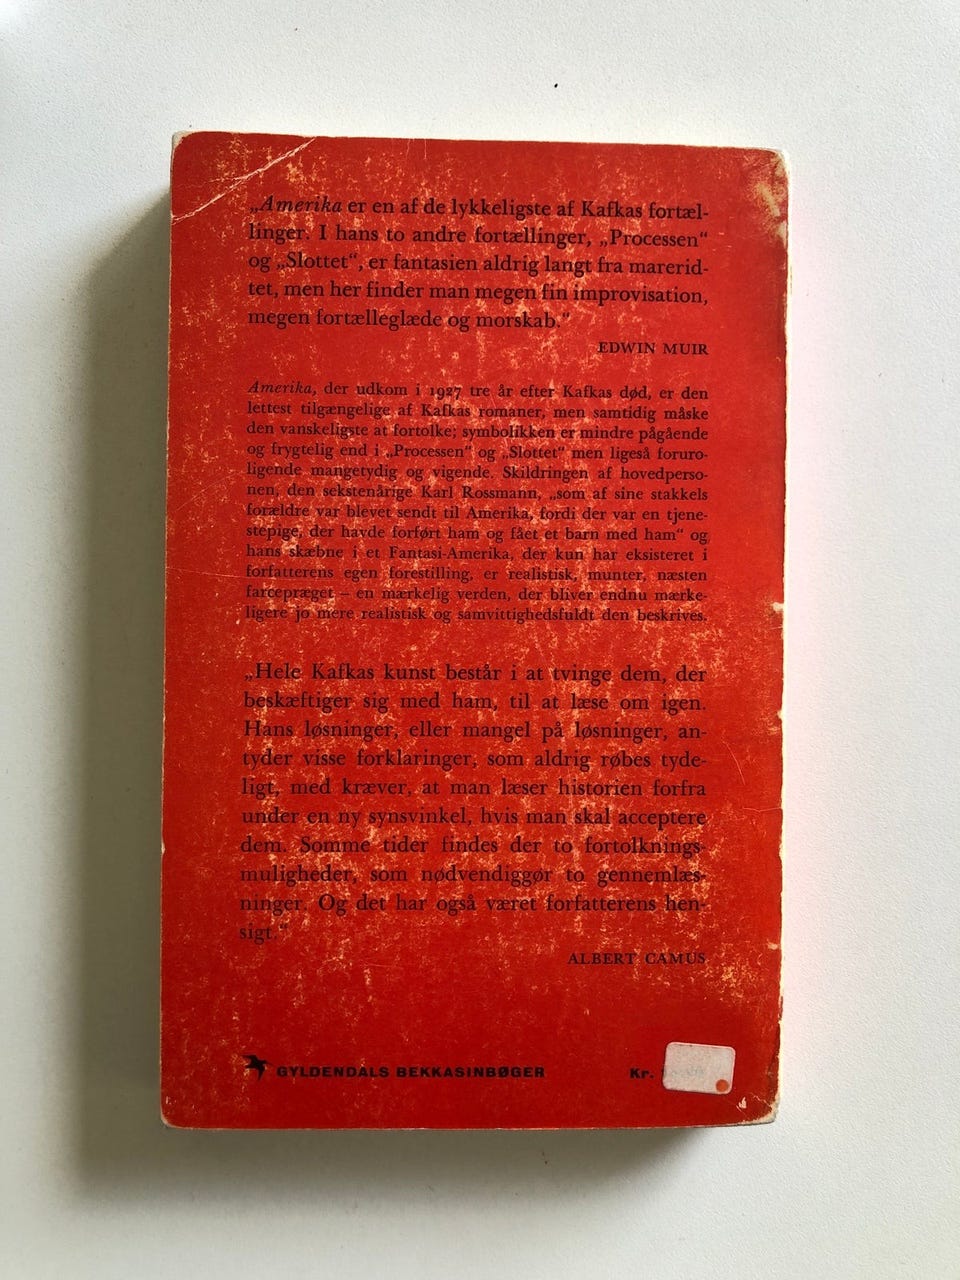 „Amerika er en af de lykkeligste af Kafkas fortæl-
linger. I hans to andre fortællinger, „Processen“
og „Slottet“, er fantasien aldrig langt fra marerid-
tet, men her finder man megen fin improvisation,
megen fortælleglæde og morskab.“
EDWIN MUIR
Amerika, der udkom i 1927 tre år efter Kafkas død, er den
lettest tilgængelige af Kafkas romaner, men samtidig måske
den vanskeligste at fortolke; symbolikken er mindre pågående
og frygtelig end i „Processen“ og „Slottet“ men ligeså foruro-
ligende mangetydig og vigende. Skildringen af hovedperso-
nen, den sekstenårige Karl Rossmann, „som af sine stakkels
forældre var blevet sendt til Amerika, fordi der var en tjene-
stepige, der havde forført ham og fået et barn med ham“ og
hans skæbne i et Fantasi-Amerika, der kun har eksisteret i
forfatterens egen forestilling, er realistisk, munter, næsten
farcepræget – en mærkelig verden, der bliver endnu mærke-
ligere jo mere realistisk og samvittighedsfuldt den beskrives.
„Hele Kafkas kunst består i at tvinge dem, der
beskæftiger sig med ham, til at læse om igen.
Hans løsninger, eller mangel på løsninger, an-
tyder visse forklaringer, som aldrig røbes tyde-
ligt, med kræver, at man læser historien forfra
under en ny synsvinkel, hvis man skal acceptere
dem. Somme tider findes der to fortolknings-
muligheder, som nødvendiggør to gennemlæs-
ninger. Og det har også været forfatterens hen-
sigt.“
ALBERT CAMUS
GYLDENDALS BEKKASINBØGER
Kr.